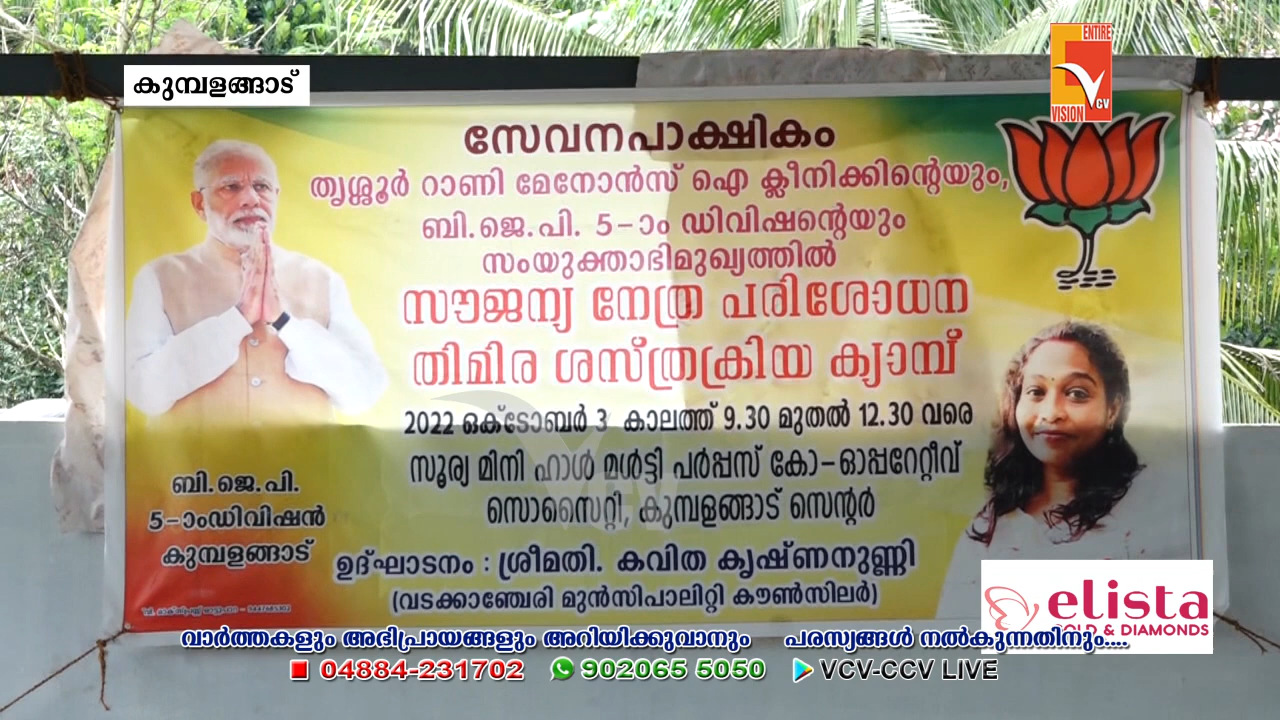 കുമ്പളങ്ങാട്
ENTIRE
VCV
VISION
സേവനപാക്ഷികം
തൃശ്ശൂർ റാണി മേനോൻസ് ഐ ക്ലീനിക്കിന്റെയും,
ബി.ജെ.പി. 5-ാം ഡിവിഷന്റെയും
സംയുക്താഭിമുഖ്യത്തിൽ
സൗജന്യ നേത്ര പരിശോധന
തിമിര ശസ്ത്രക്രിയ ക്യാമ്പ്
2022 ഒക്ടോബർ 3 കാലത്ത് 9.30 മുതൽ 12.30 വരെ
സൂര്യ മിനി ഹാൾ മൾട്ടി പർപ്പസ് കോ-ഓപ്പറേറ്റീവ്
സൊസൈറ്റി, കുമ്പളങ്ങാട് സെന്റർ
ബി.ജെ.പി.
5-ാംഡിവിഷൻ
കുമ്പളങ്ങാട്
ഉദ്ഘാടനം : ശ്രീമതി. കവിത കൃഷ്ണനുണ്ണി
(വടക്കാഞ്ചേരി മുൻസിപാലിറ്റി കൗൺസിലർ)
elista
GOLD & DIAMONDS
വാർത്തകളും അഭിപ്രായങ്ങളും അറിയിക്കുവാനും പരസ്യങ്ങൾ നൽകുന്നതിനും....
04884-231702 902065 5050 VCV-CCV LIVE